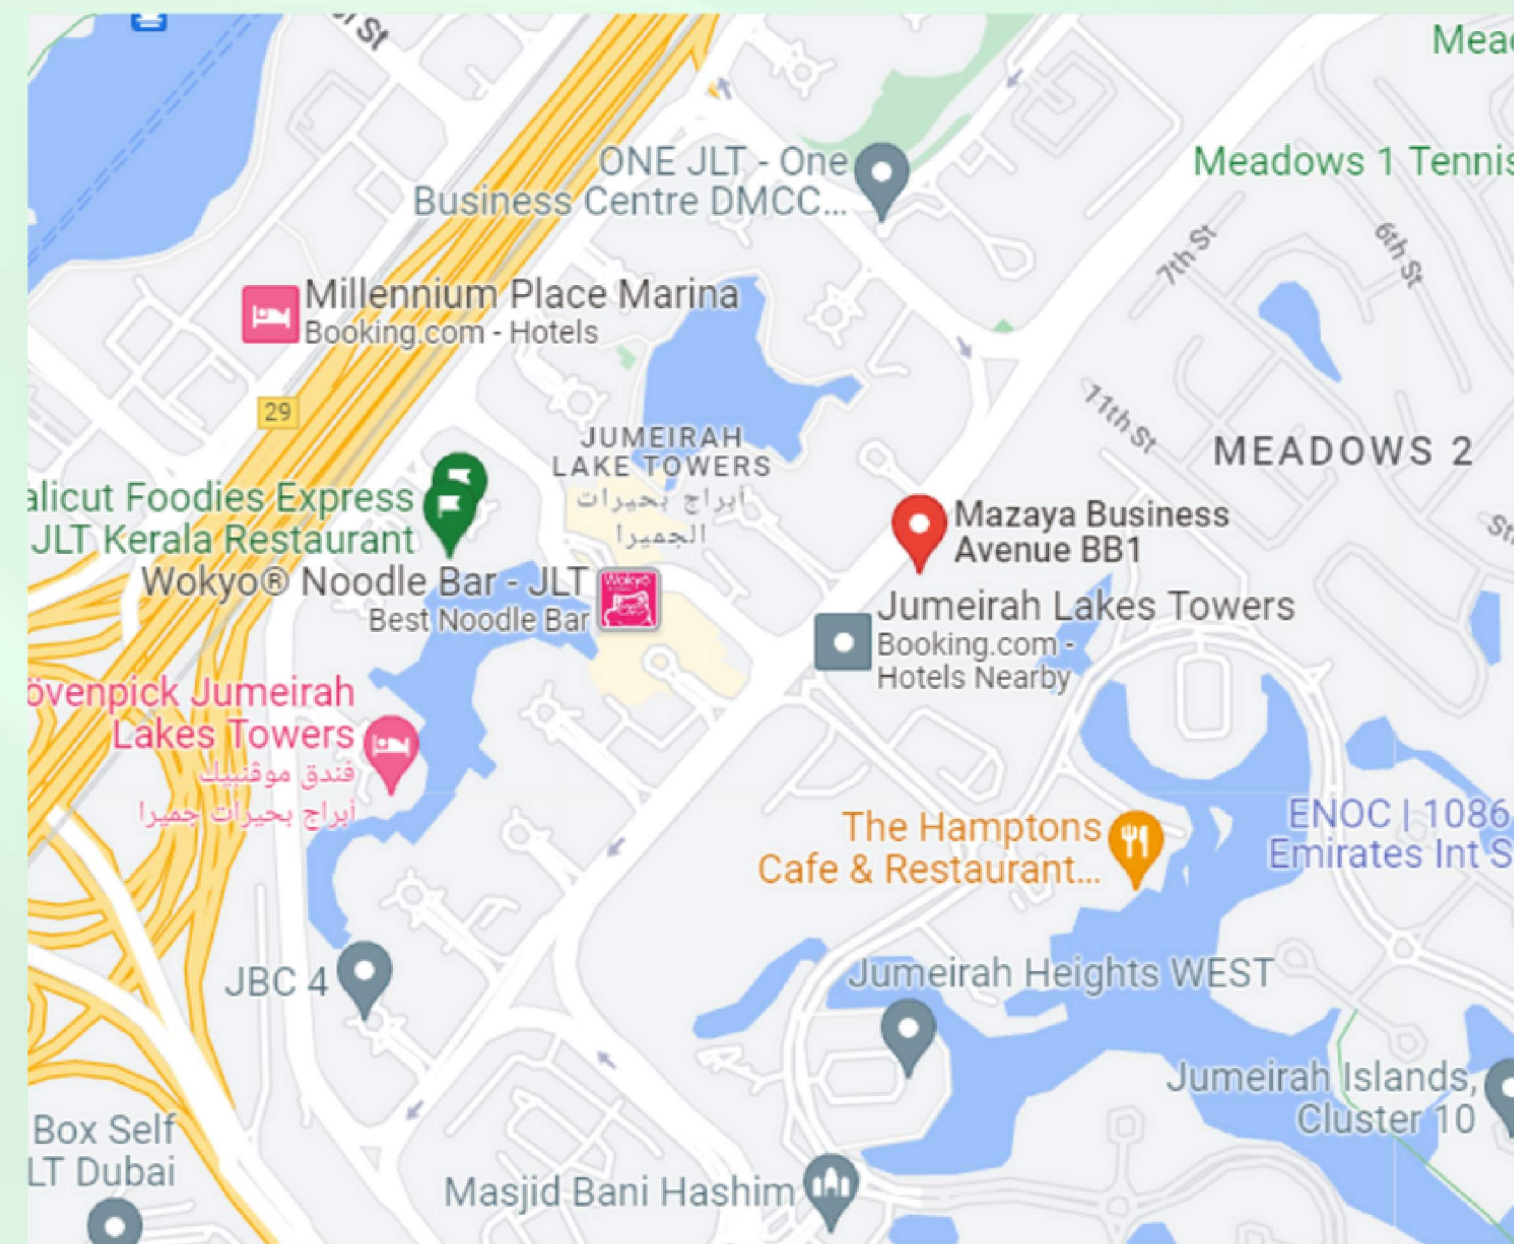 Mead
Meadows 1 Tennis
ONE JLT - One
Business Centre DMCC...
7th St
6th St
Millennium Place Marina
Booking.com - Hotels
29
11th St
MEADOWS 2
JUMEIRAH
LAKE TOWERS
أبراج بحيرات
الجميرا
alicut Foodies Express
JLT Kerala Restaurant
Mazaya Business
Avenue BB1
Wokyo® Noodle Bar - JLT
Best Noodle Bar
Wokyo
Jumeirah Lakes Towers
Booking.com -
Hotels Nearby
övenpick Jumeirah
Lakes Towers
فندق موڤنبيك
أبراج بحيرات جميرا
The Hamptons
Cafe & Restaurant...
ENOC | 1086
Emirates Int S
JBC 4
Jumeirah Heights WEST
Jumeirah Islands,
Cluster 10
Box Self
LT Dubai
Masjid Bani Hashim